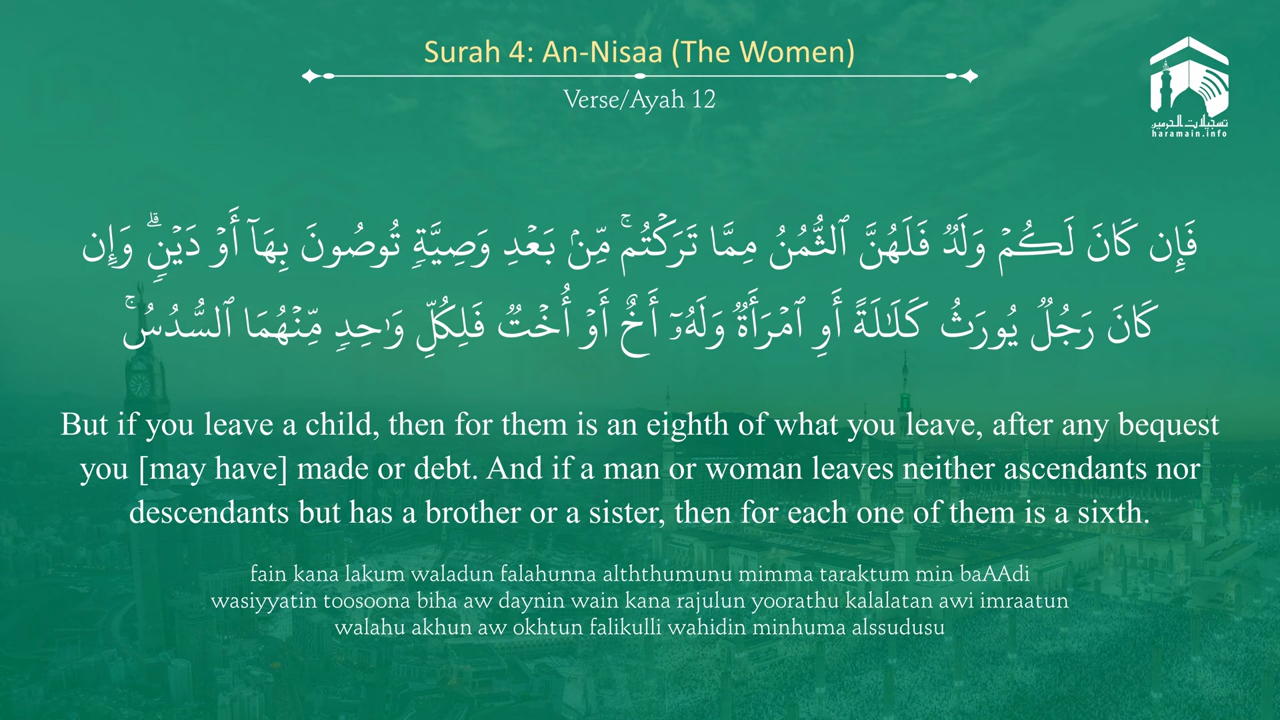 Surah 4: An-Nisaa (The Women)
Verse/Ayah 12
تسجيلات الحرمين
haramain.info
فَإِن كَانَ لَكُمْ وَلَدٌ فَلَهُنَّ ٱلثُّمُنُ مِمَّا تَرَكْتُم ۚ مِّنۢ بَعْدِ وَصِيَّةٍ تُوصُونَ بِهَآ أَوْ دَيْنٍ ۗ وَإِن
كَانَ رَجُلٌ يُورَثُ كَلَـٰلَةً أَوِ ٱمْرَأَةٌ وَلَهُۥٓ أَخٌ أَوْ أُخْتٌ فَلِكُلِّ وَٰحِدٍ مِّنْهُمَا ٱلسُّدُسُ ۚ
But if you leave a child, then for them is an eighth of what you leave, after any bequest
you [may have] made or debt. And if a man or woman leaves neither ascendants nor
descendants but has a brother or a sister, then for each one of them is a sixth.
fain kana lakum waladun falahunna alththumunu mimma taraktum min baAAdi
wasiyyatin toosoona biha aw daynin wain kana rajulun yoorathu kalalatan awi imraatun
walahu akhun aw okhtun falikulli wahidin minhuma alssudusu